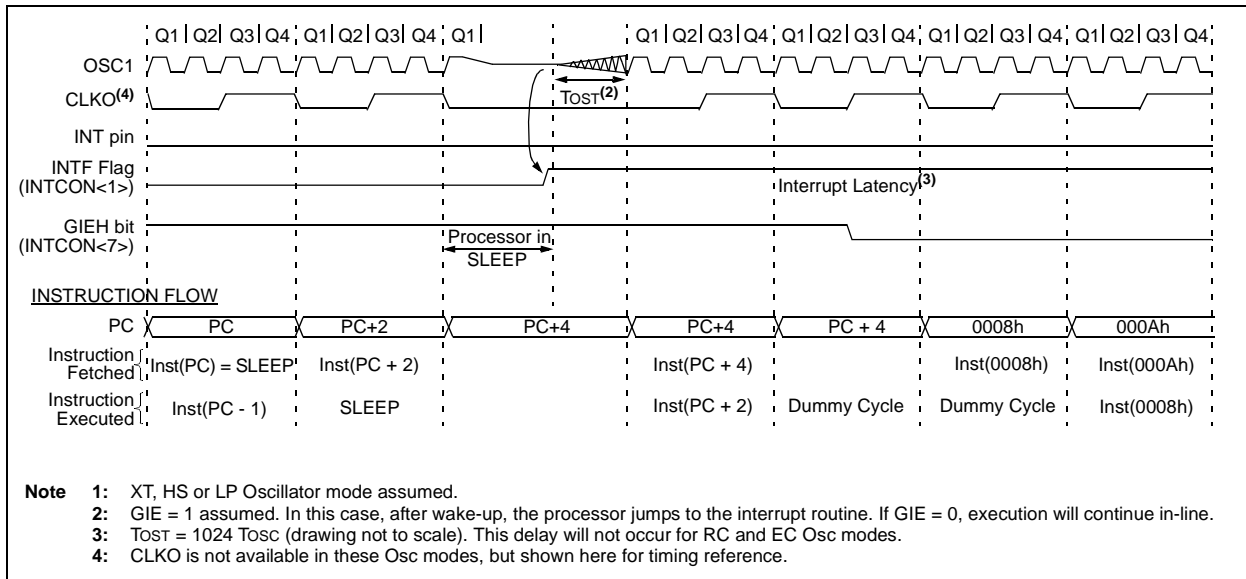 Q1 Q2 Q3 Q4 Q1 Q2 Q3 Q4 Q1 Q1 Q2 Q3 Q4 Q1 Q2 Q3 Q4 Q1 Q2 Q3 Q4 Q1 Q2 Q3 Q4
OSC1
CLKO(4)
TOST(2)
INT pin
INTF Flag
(INTCON<1>)
Interrupt Latency(3)
GIEH bit
(INTCON<7>)
Processor in
SLEEP
INSTRUCTION FLOW
PC PC PC+2 PC+4 PC+4 PC + 4 0008h 000Ah
Instruction
Fetched
Inst(PC) = SLEEP Inst(PC + 2) Inst(PC + 4) Inst(0008h) Inst(000Ah)
Instruction
Executed
Inst(PC - 1) SLEEP Inst(PC + 2) Dummy Cycle Dummy Cycle Inst(0008h)
Note 1: XT, HS or LP Oscillator mode assumed.
2: GIE = 1 assumed. In this case, after wake-up, the processor jumps to the interrupt routine. If GIE = 0, execution will continue in-line.
3: TOST = 1024 TOSC (drawing not to scale). This delay will not occur for RC and EC Osc modes.
4: CLKO is not available in these Osc modes, but shown here for timing reference.